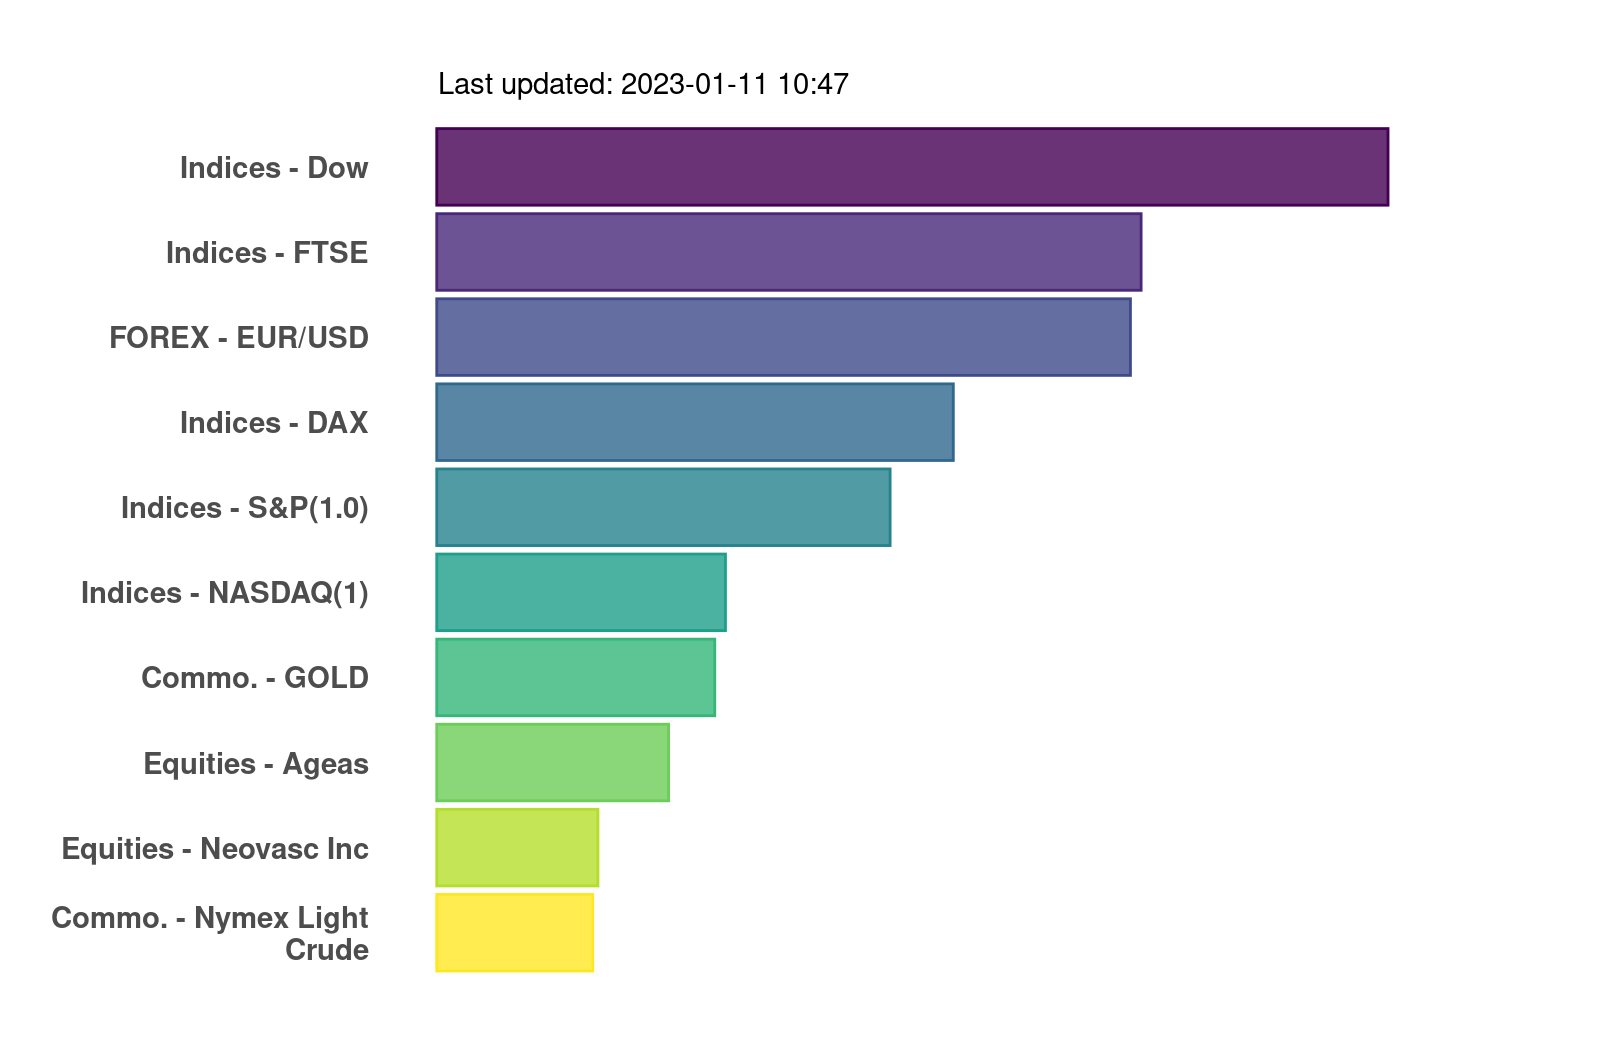 Last updated: 2023-01-11 10:47
Indices - Dow
Indices - FTSE
FOREX - EUR/USD
Indices - DAX
Indices - S&P(1.0)
Indices - NASDAQ(1)
Commo. - GOLD
Equities - Ageas
Equities - Neovasc Inc
Commo. - Nymex Light
Crude